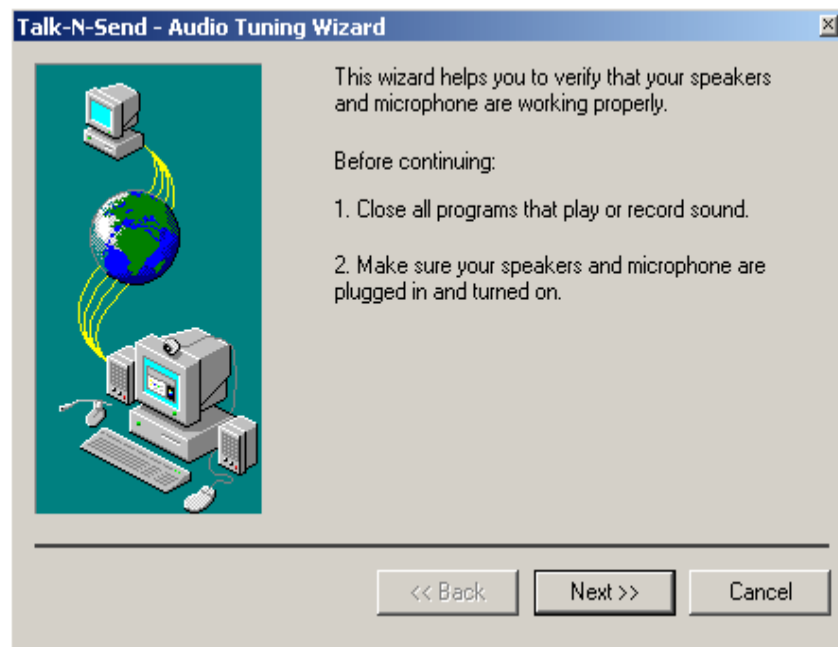 Talk-N-Send - Audio Tuning Wizard
This wizard helps you to verify that your speakers
and microphone are working properly.
Before continuing:
1. Close all programs that play or record sound.
2. Make sure your speakers and microphone are
plugged in and turned on.
<< Back
Next >>
Cancel